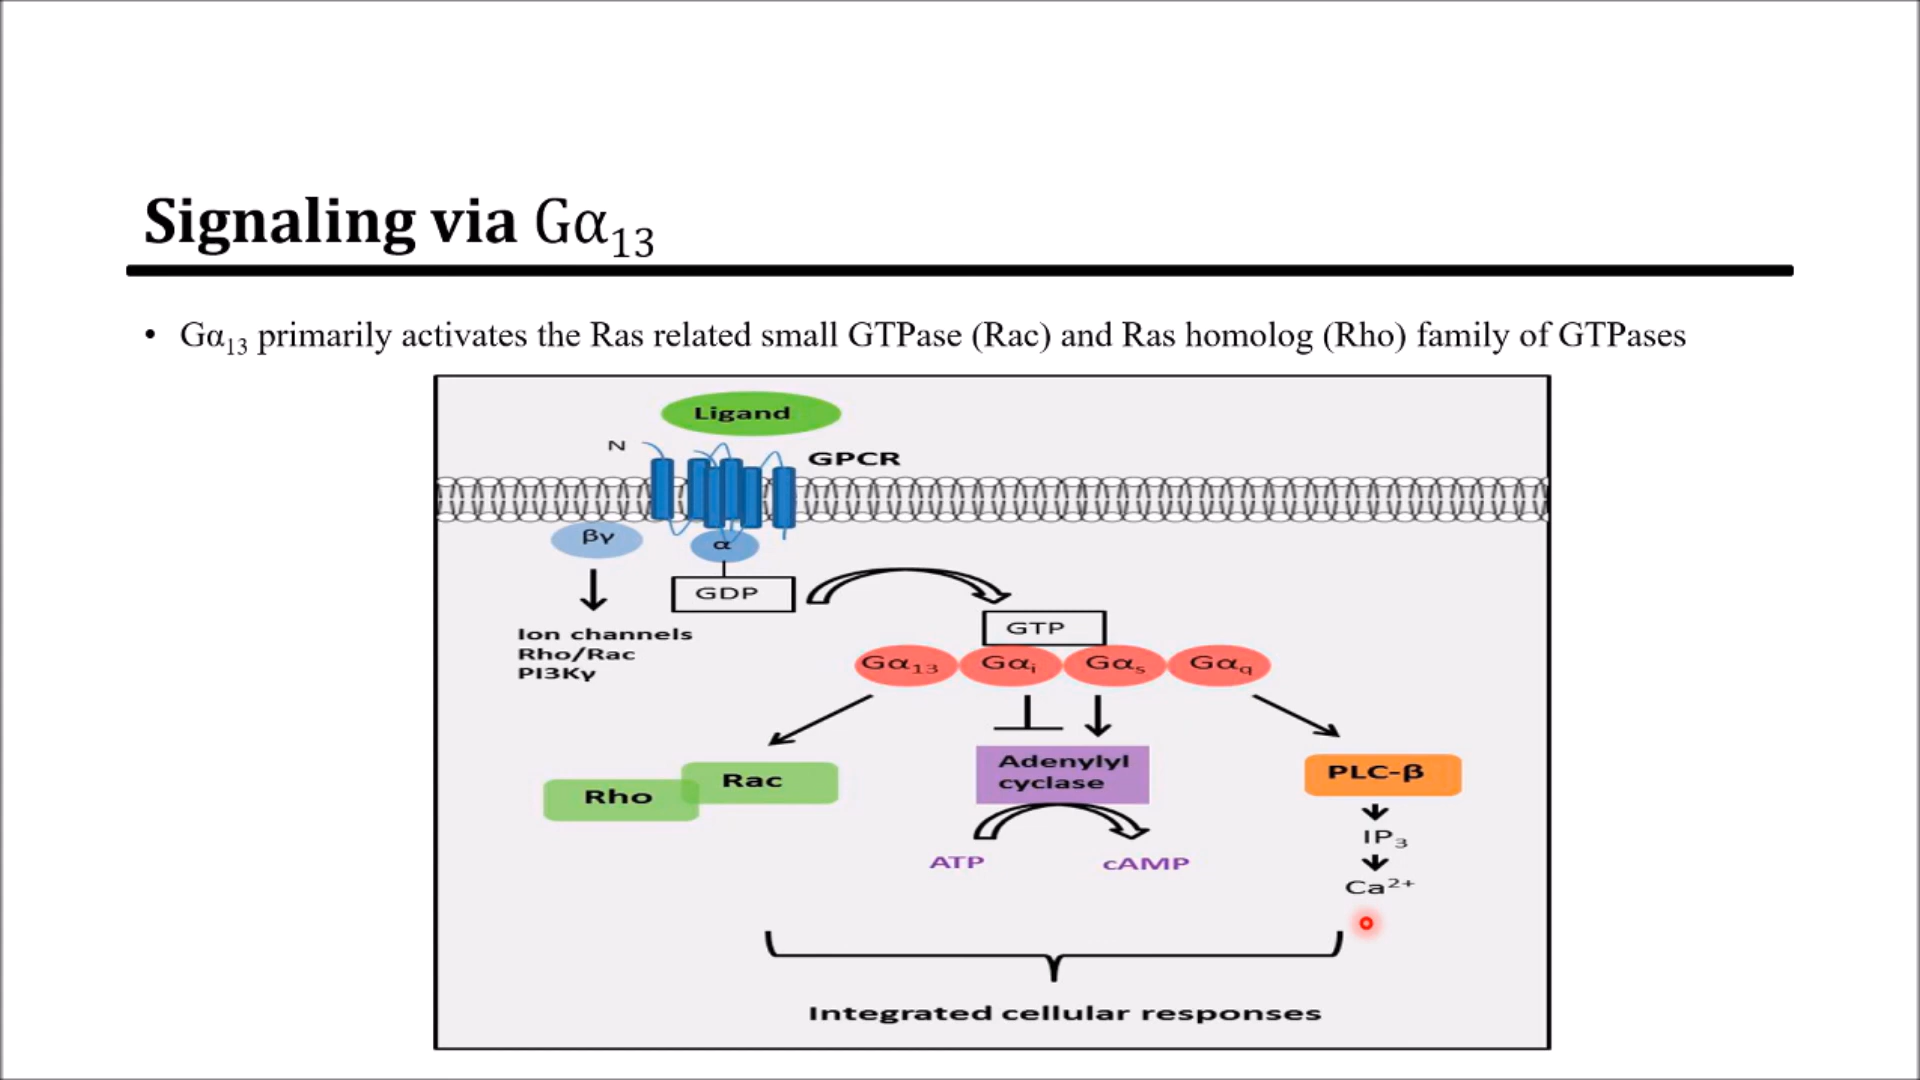 Signaling via Gα₁₃
• Gα₁₃ primarily activates the Ras related small GTPase (Rac) and Ras homolog (Rho) family of GTPases
Ligand
N
GPCR
βγ
α
GDP
Ion channels
Rho/Rac
PI3Kγ
GTP
Gα₁₃
Gαᵢ
Gαₛ
Gα_q
Rho
Rac
Adenylyl
cyclase
ATP
cAMP
PLC-β
IP₃
Ca²⁺
Integrated cellular responses